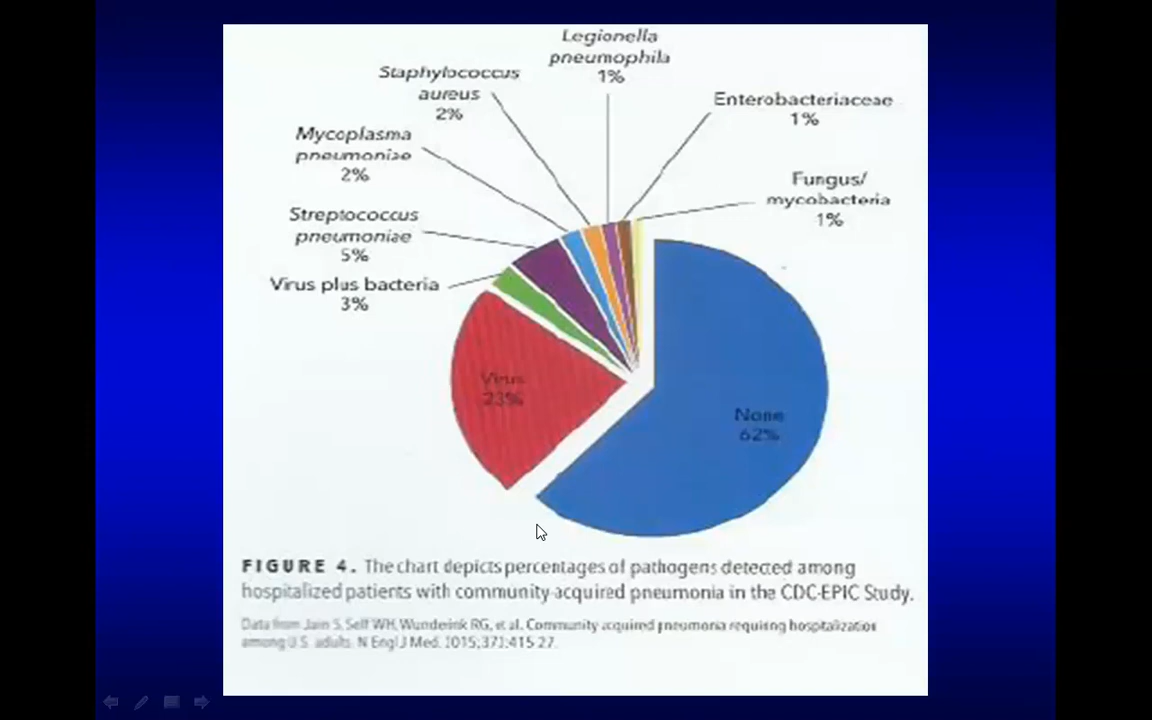 Legionella
pneumophila
1%
Staphylococcus
aureus
2%
Enterobacteriaceae
1%
Mycoplasma
pneumoniae
2%
Fungus/
mycobacteria
1%
Streptococcus
pneumoniae
5%
Virus plus bacteria
3%
Virus
23%
None
62%
FIGURE 4. The chart depicts percentages of pathogens detected among
hospitalized patients with community-acquired pneumonia in the CDC-EPIC Study.
Data from Jain S, Self WH, Wunderink RG, et al. Community acquired pneumonia requiring hospitalization
among U.S. adults. N Engl J Med. 2015;373:415-27.